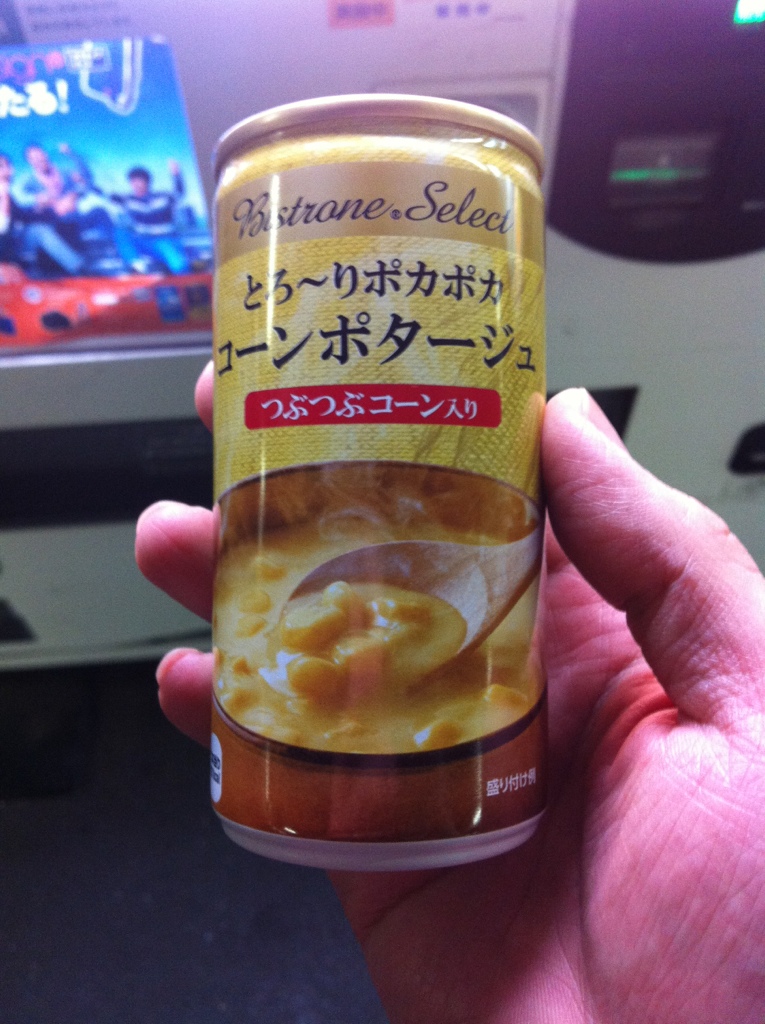 たる!
Bistrone® Select
とろ～りポカポカ
コーンポタージュ
つぶつぶコーン入り
盛り付け例